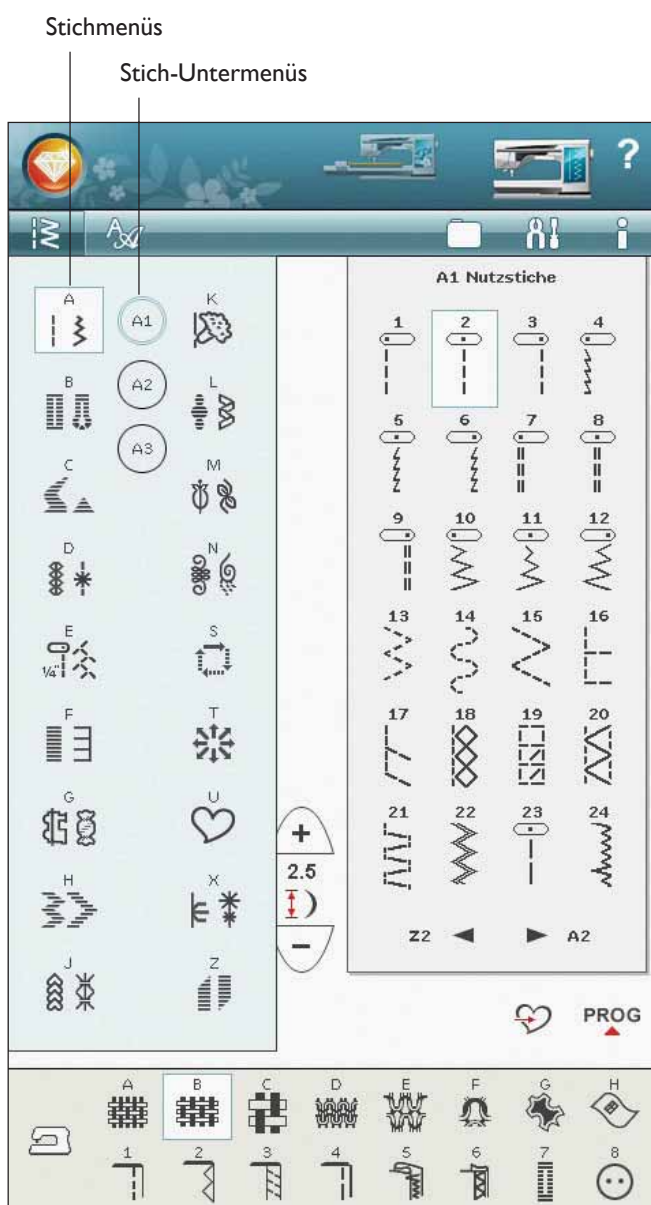 Stichmenüs
Stich-Untermenüs
?
A1 Nutzstiche
A
A1
K
1
2
3
4
B
A2
L
5
6
7
8
C
A3
M
9
10
11
12
D
N
13
14
15
16
E
1/4"
S
17
18
19
20
F
T
21
22
23
24
G
U
+
2.5
−
H
X
Z2
A2
J
Z
PROG
A
B
C
D
E
F
G
H
1
2
3
4
5
6
7
8